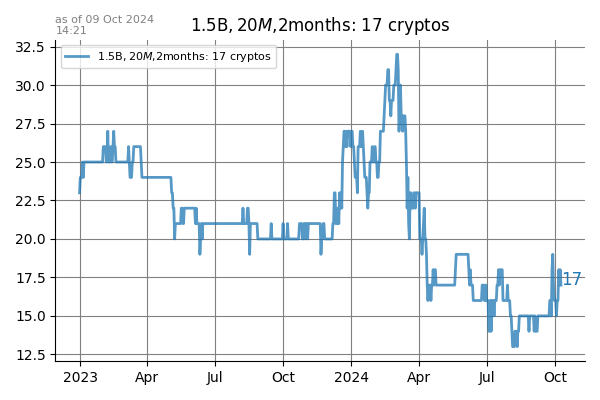 as of 09 Oct 2024
14:21
1.5B, 20M,2months: 17 cryptos
1.5B, 20M,2months: 17 cryptos
32.5
30.0
27.5
25.0
22.5
20.0
17.5
15.0
12.5
17
2023 Apr Jul Oct 2024 Apr Jul Oct